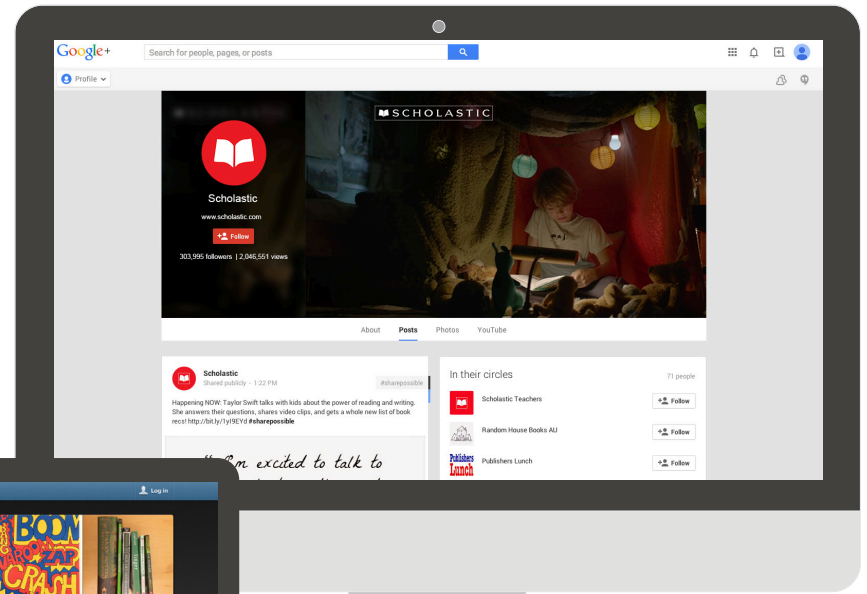 Google+
Search for people, pages, or posts
Profile
SCHOLASTIC
Scholastic
www.scholastic.com
Follow
303,995 followers | 2,046,551 views
About Posts Photos YouTube
Scholastic
Shared publicly - 1:22 PM
#sharepossible
Happening NOW: Taylor Swift talks with kids about the power of reading and writing.
She answers their questions, shares video clips, and gets a whole new list of book
recs! http://bit.ly/1yI9EYd #sharepossible
I'm excited to talk to
In their circles
71 people
Scholastic Teachers
Follow
Random House Books AU
Follow
Publishers Lunch
Publishers Lunch
Follow
Log in
BOOM
ZAP
CRASH